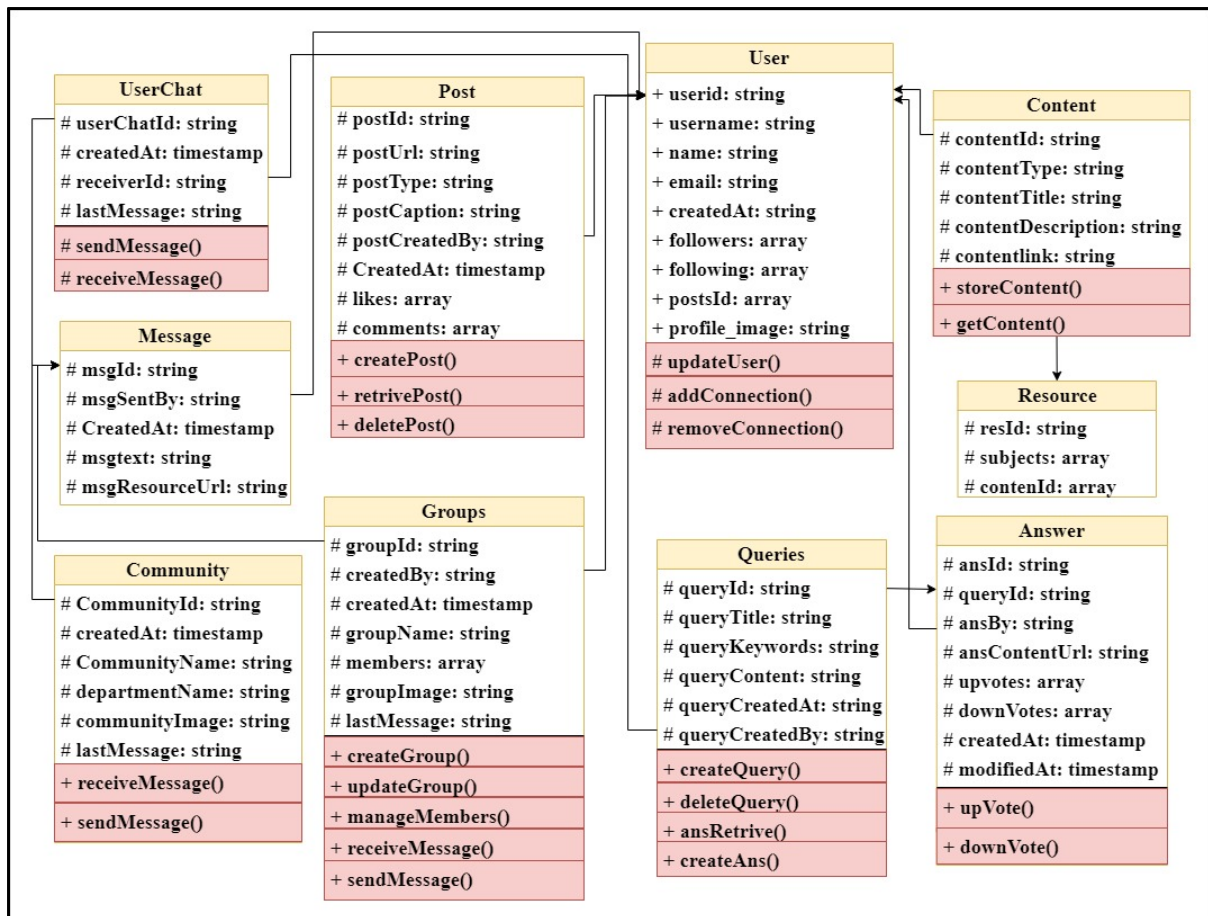 UserChat
# userChatId: string
# createdAt: timestamp
# receiverId: string
# lastMessage: string
# sendMessage()
# receiveMessage()
Post
# postId: string
# postUrl: string
# postType: string
# postCaption: string
# postCreatedBy: string
# CreatedAt: timestamp
# likes: array
# comments: array
+ createPost()
+ retrivePost()
+ deletePost()
User
+ userid: string
+ username: string
+ name: string
+ email: string
+ createdAt: string
+ followers: array
+ following: array
+ postsId: array
+ profile_image: string
# updateUser()
# addConnection()
# removeConnection()
Content
# contentId: string
# contentType: string
# contentTitle: string
# contentDescription: string
# contentlink: string
+ storeContent()
+ getContent()
Message
# msgId: string
# msgSentBy: string
# CreatedAt: timestamp
# msgtext: string
# msgResourceUrl: string
Resource
# resId: string
# subjects: array
# contenId: array
Community
# CommunityId: string
# createdAt: timestamp
# CommunityName: string
# departmentName: string
# communityImage: string
# lastMessage: string
+ receiveMessage()
+ sendMessage()
Groups
# groupId: string
# createdBy: string
# createdAt: timestamp
# groupName: string
# members: array
# groupImage: string
# lastMessage: string
+ createGroup()
+ updateGroup()
+ manageMembers()
+ receiveMessage()
+ sendMessage()
Queries
# queryId: string
# queryTitle: string
# queryKeywords: string
# queryContent: string
# queryCreatedAt: string
# queryCreatedBy: string
+ createQuery()
+ deleteQuery()
+ ansRetrive()
+ createAns()
Answer
# ansId: string
# queryId: string
# ansBy: string
# ansContentUrl: string
# upvotes: array
# downVotes: array
# createdAt: timestamp
# modifiedAt: timestamp
+ upVote()
+ downVote()